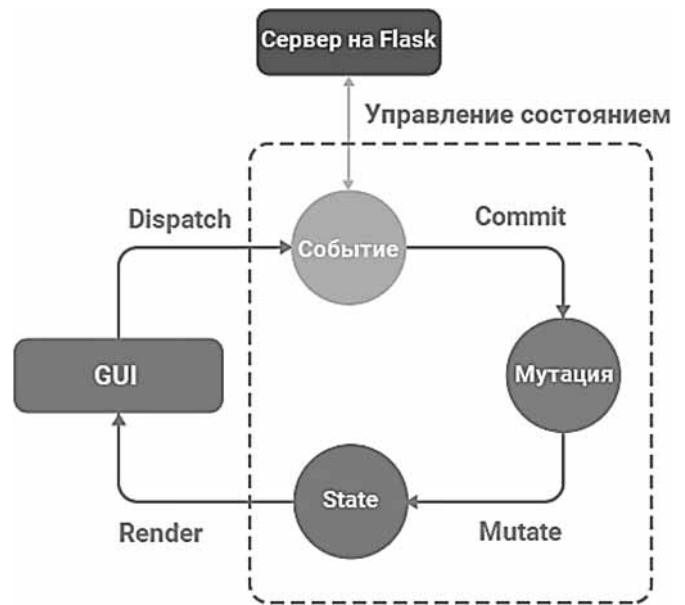 Сервер на Flask
Управление состоянием
Dispatch
Commit
Событие
GUI
Мутация
State
Render
Mutate